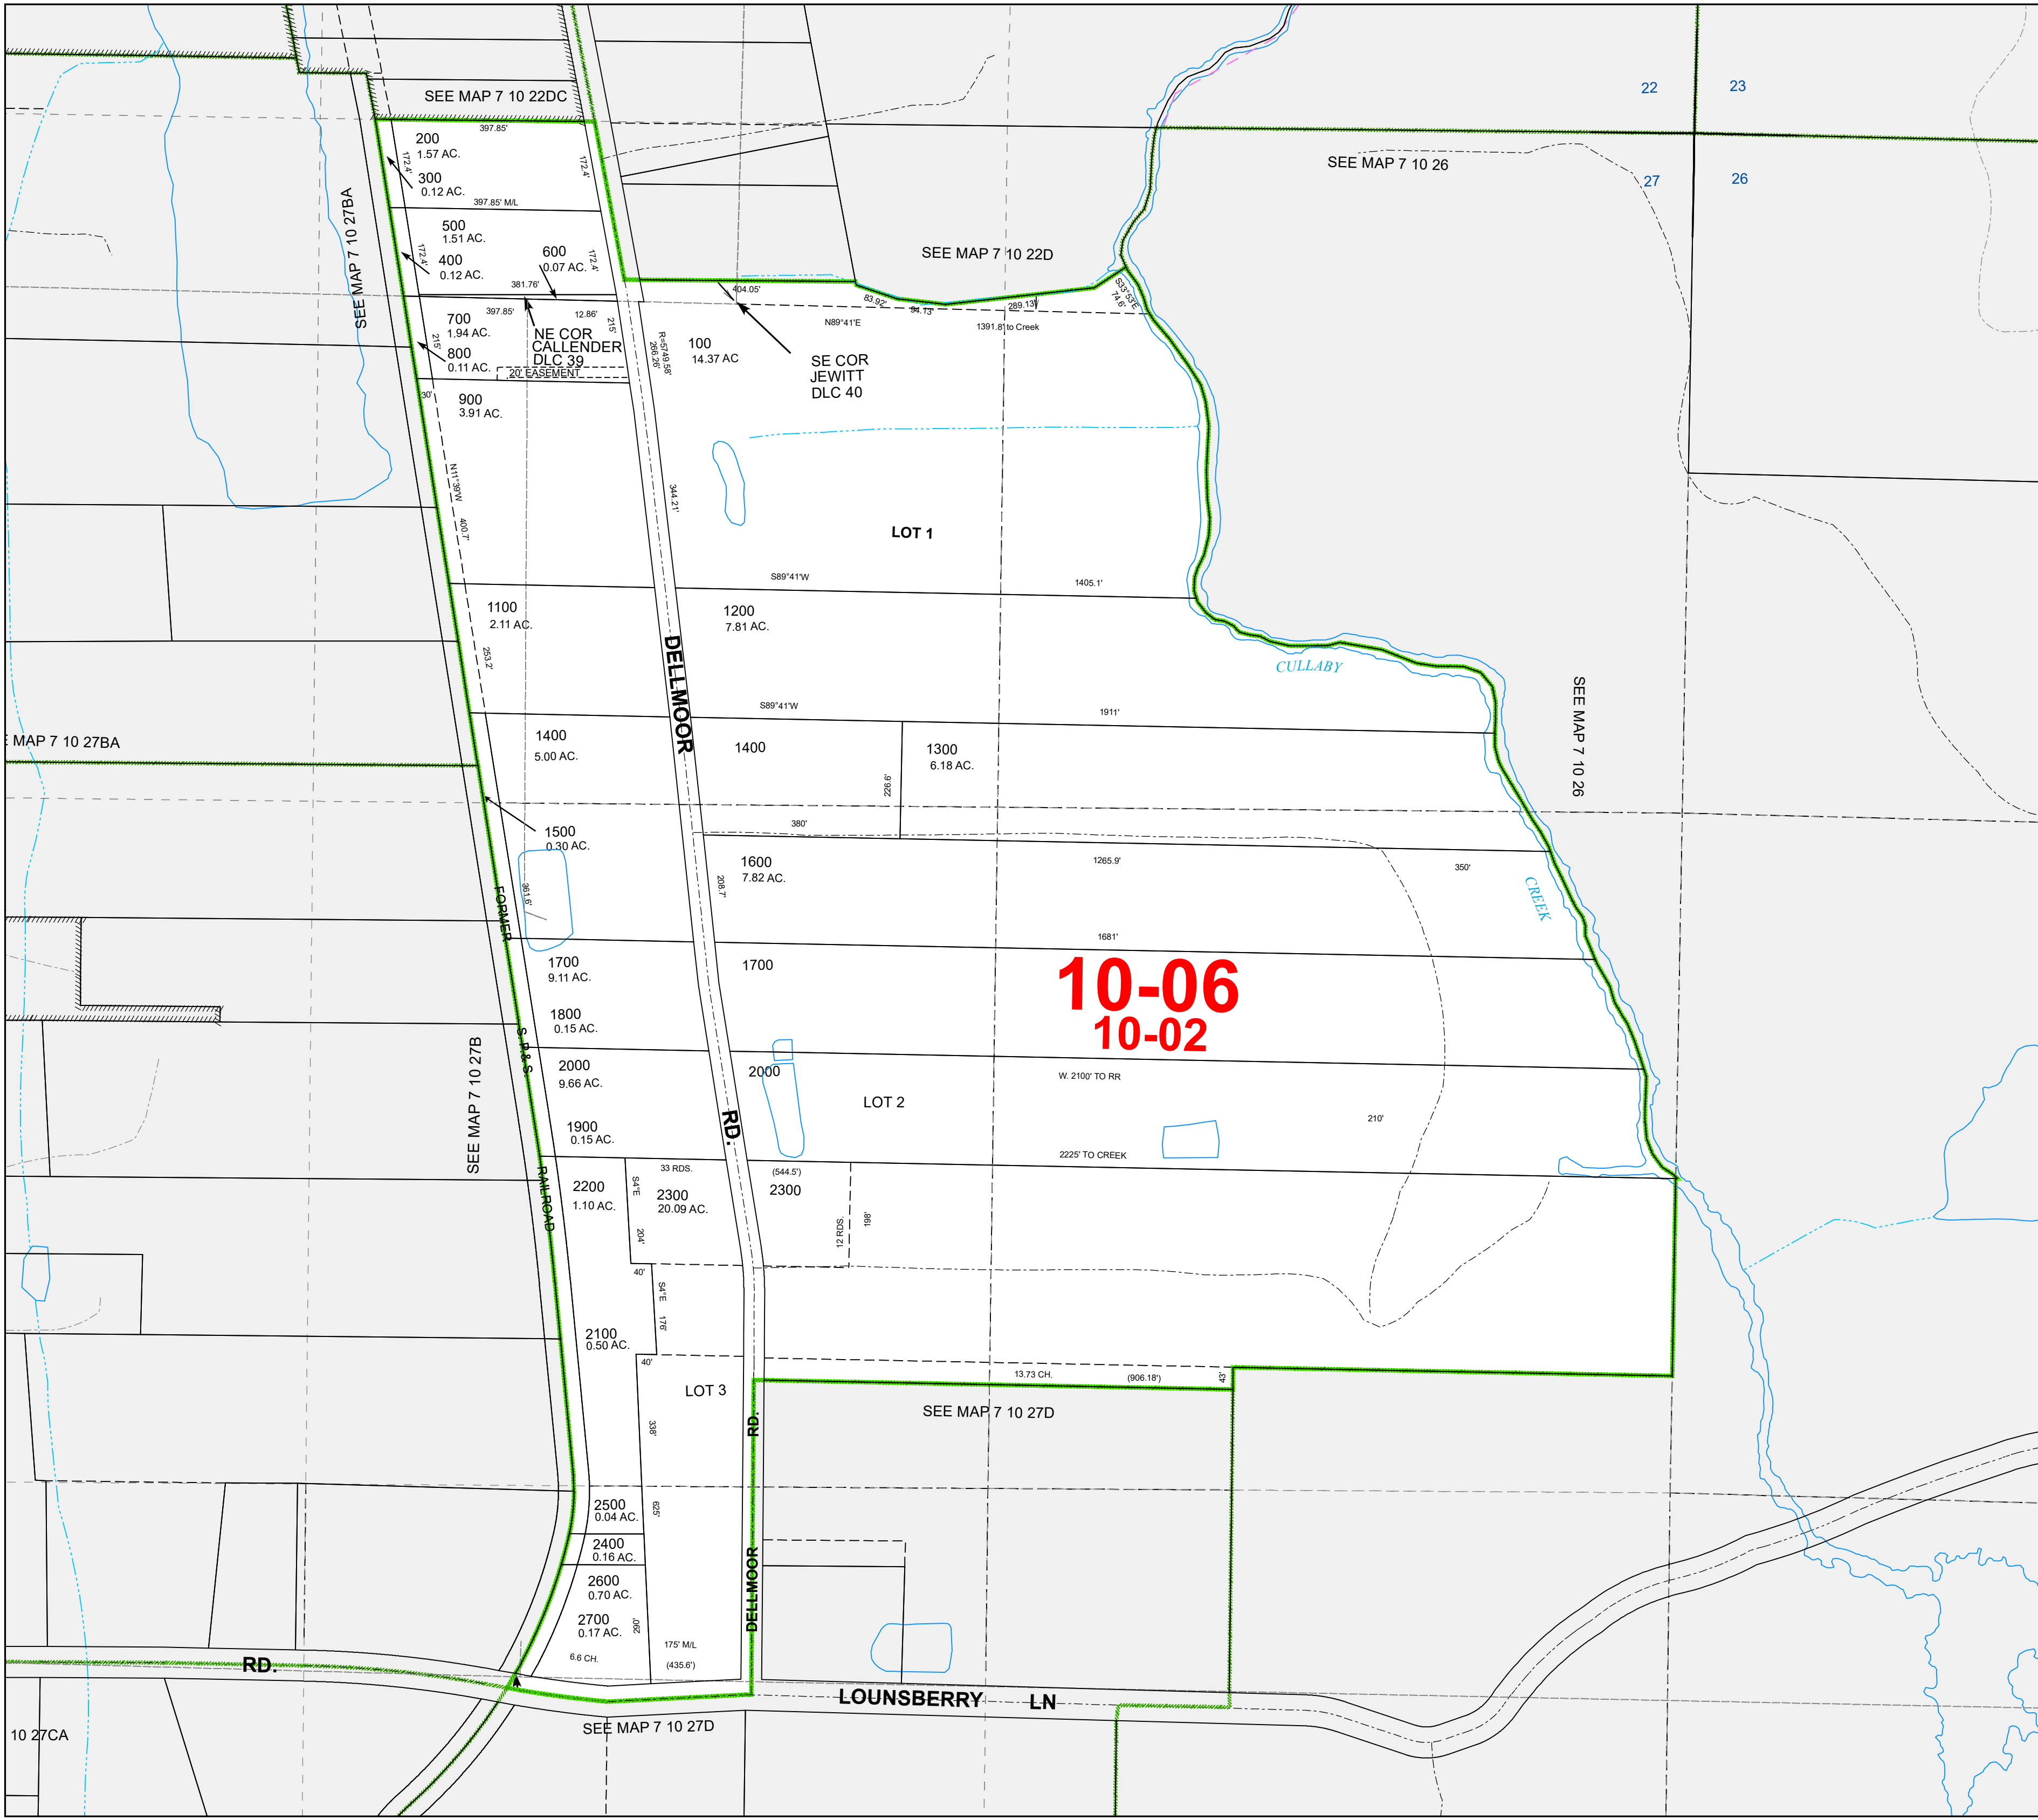 SEE MAP 7 10 22DC
22
23
397.85'
200
1.57 AC.
172.4'
172.4'
SEE MAP 7 10 26
27
26
300
0.12 AC.
397.85' M/L
SEE MAP 7 10 27BA
500
1.51 AC.
172.4'
400
0.12 AC.
600
0.07 AC.
172.4'
SEE MAP 7 10 22D
381.76'
404.05'
83.92'
94.73'
289.13'
S33°53'E
74.6'
700
1.94 AC.
397.85'
12.86'
215'
215'
N89°41'E
1391.8' to Creek
NE COR
CALLENDER
DLC 39
800
0.11 AC.
R=5749.58'
266.26'
100
14.37 AC
SE COR
JEWITT
DLC 40
20' EASEMENT
30'
900
3.91 AC.
N11°39'W
400.7'
344.21'
LOT 1
S89°41'W
1405.1'
1100
2.11 AC.
1200
7.81 AC.
253.2'
DELLMOOR
CULLABY
SEE MAP 7 10 26
S89°41'W
1911'
E MAP 7 10 27BA
1400
5.00 AC.
1400
1300
6.18 AC.
226.6'
380'
1500
0.30 AC.
1600
7.82 AC.
1265.9'
350'
208.7'
361.6'
CREEK
FORMER
1681'
1700
9.11 AC.
1700
10-06
10-02
1800
0.15 AC.
S. P.& S.
SEE MAP 7 10 27B
2000
9.66 AC.
2000
W. 2100' TO RR
LOT 2
210'
RD.
1900
0.15 AC.
2225' TO CREEK
RAILROAD
33 RDS.
(544.5')
2200
1.10 AC.
S4°E
204'
2300
20.09 AC.
2300
12 RDS.
198'
40'
S4°E
176'
2100
0.50 AC.
40'
LOT 3
13.73 CH.
(906.18')
43'
SEE MAP 7 10 27D
338'
RD.
2500
0.04 AC.
625'
2400
0.16 AC.
2600
0.70 AC.
DELLMOOR
2700
0.17 AC.
290'
175' M/L
6.6 CH.
(435.6')
RD.
LOUNSBERRY LN
SEE MAP 7 10 27D
10 27CA